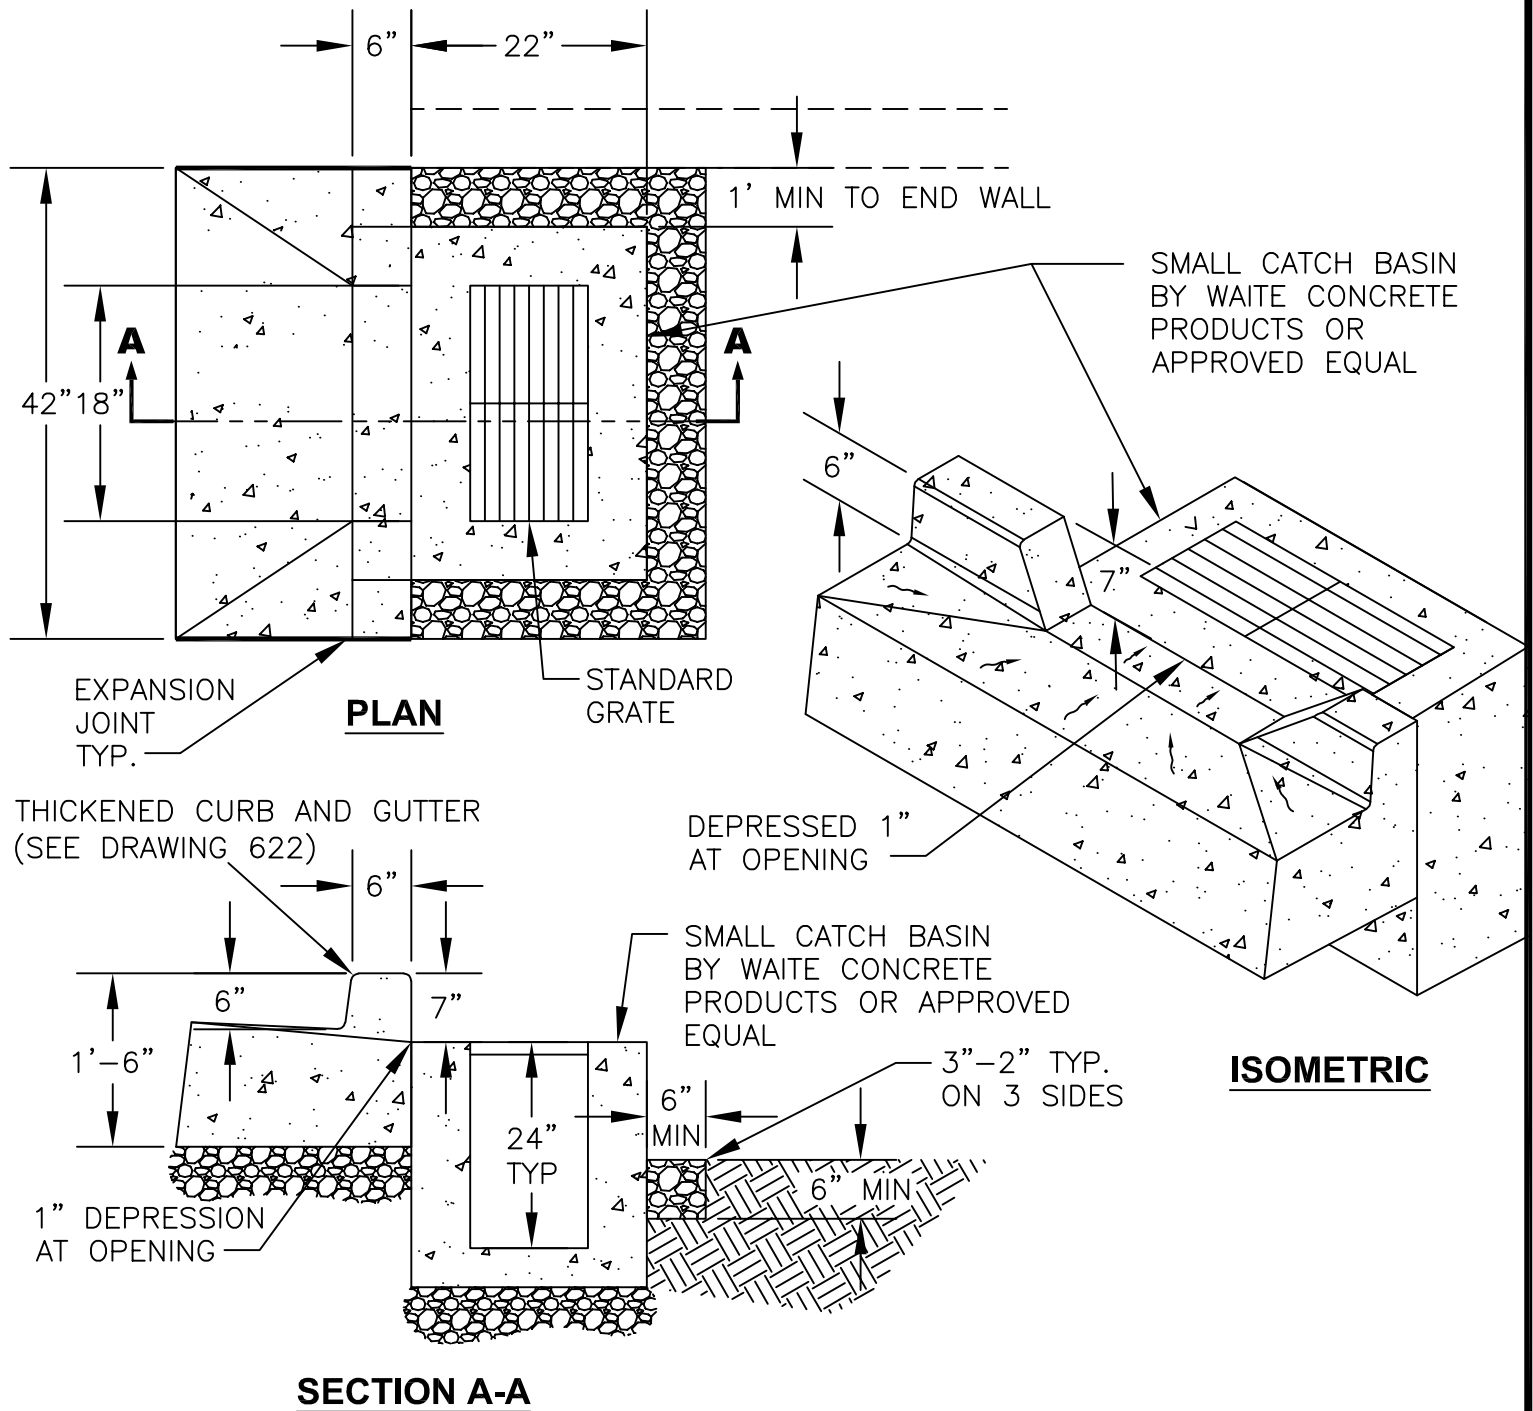 6” 22”
1’ MIN TO END WALL
SMALL CATCH BASIN
BY WAITE CONCRETE
PRODUCTS OR
APPROVED EQUAL
A A
42” 18”
6”
7”
EXPANSION
JOINT
TYP.
PLAN
STANDARD
GRATE
DEPRESSED 1”
AT OPENING
ISOMETRIC
THICKENED CURB AND GUTTER
(SEE DRAWING 622)
6”
6”
7”
1’–6”
SMALL CATCH BASIN
BY WAITE CONCRETE
PRODUCTS OR APPROVED
EQUAL
3”–2” TYP.
ON 3 SIDES
6”
MIN
24”
TYP
6” MIN
1” DEPRESSION
AT OPENING
SECTION A-A